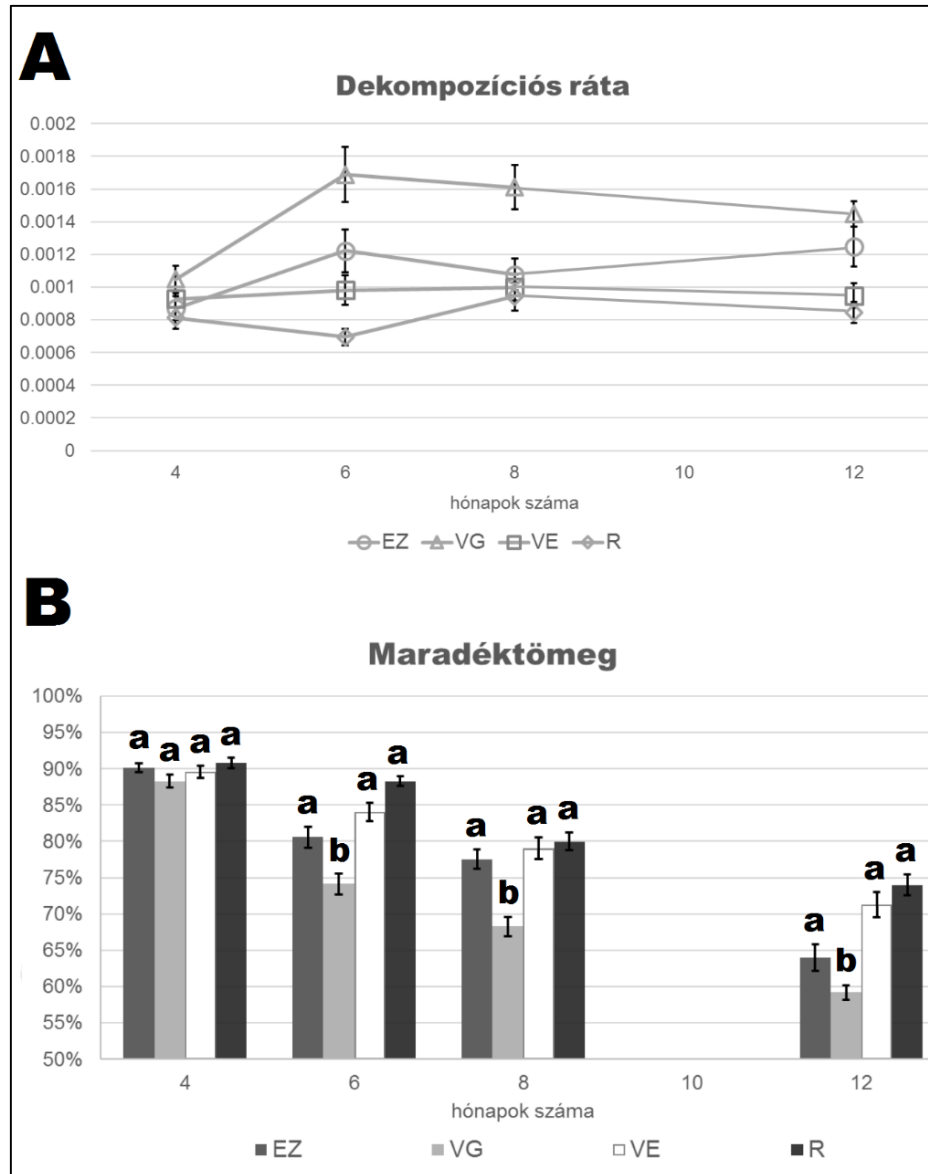 A
Dekompozíciós ráta
0.002
0.0018
0.0016
0.0014
0.0012
0.001
0.0008
0.0006
0.0004
0.0002
0
4 6 8 10 12
hónapok száma
EZ VG VE R
B
Maradéktömeg
100%
95%
90%
85%
80%
75%
70%
65%
60%
55%
50%
a a a a
a b a a
a b a a
a b a a
4 6 8 10 12
hónapok száma
EZ VG VE R